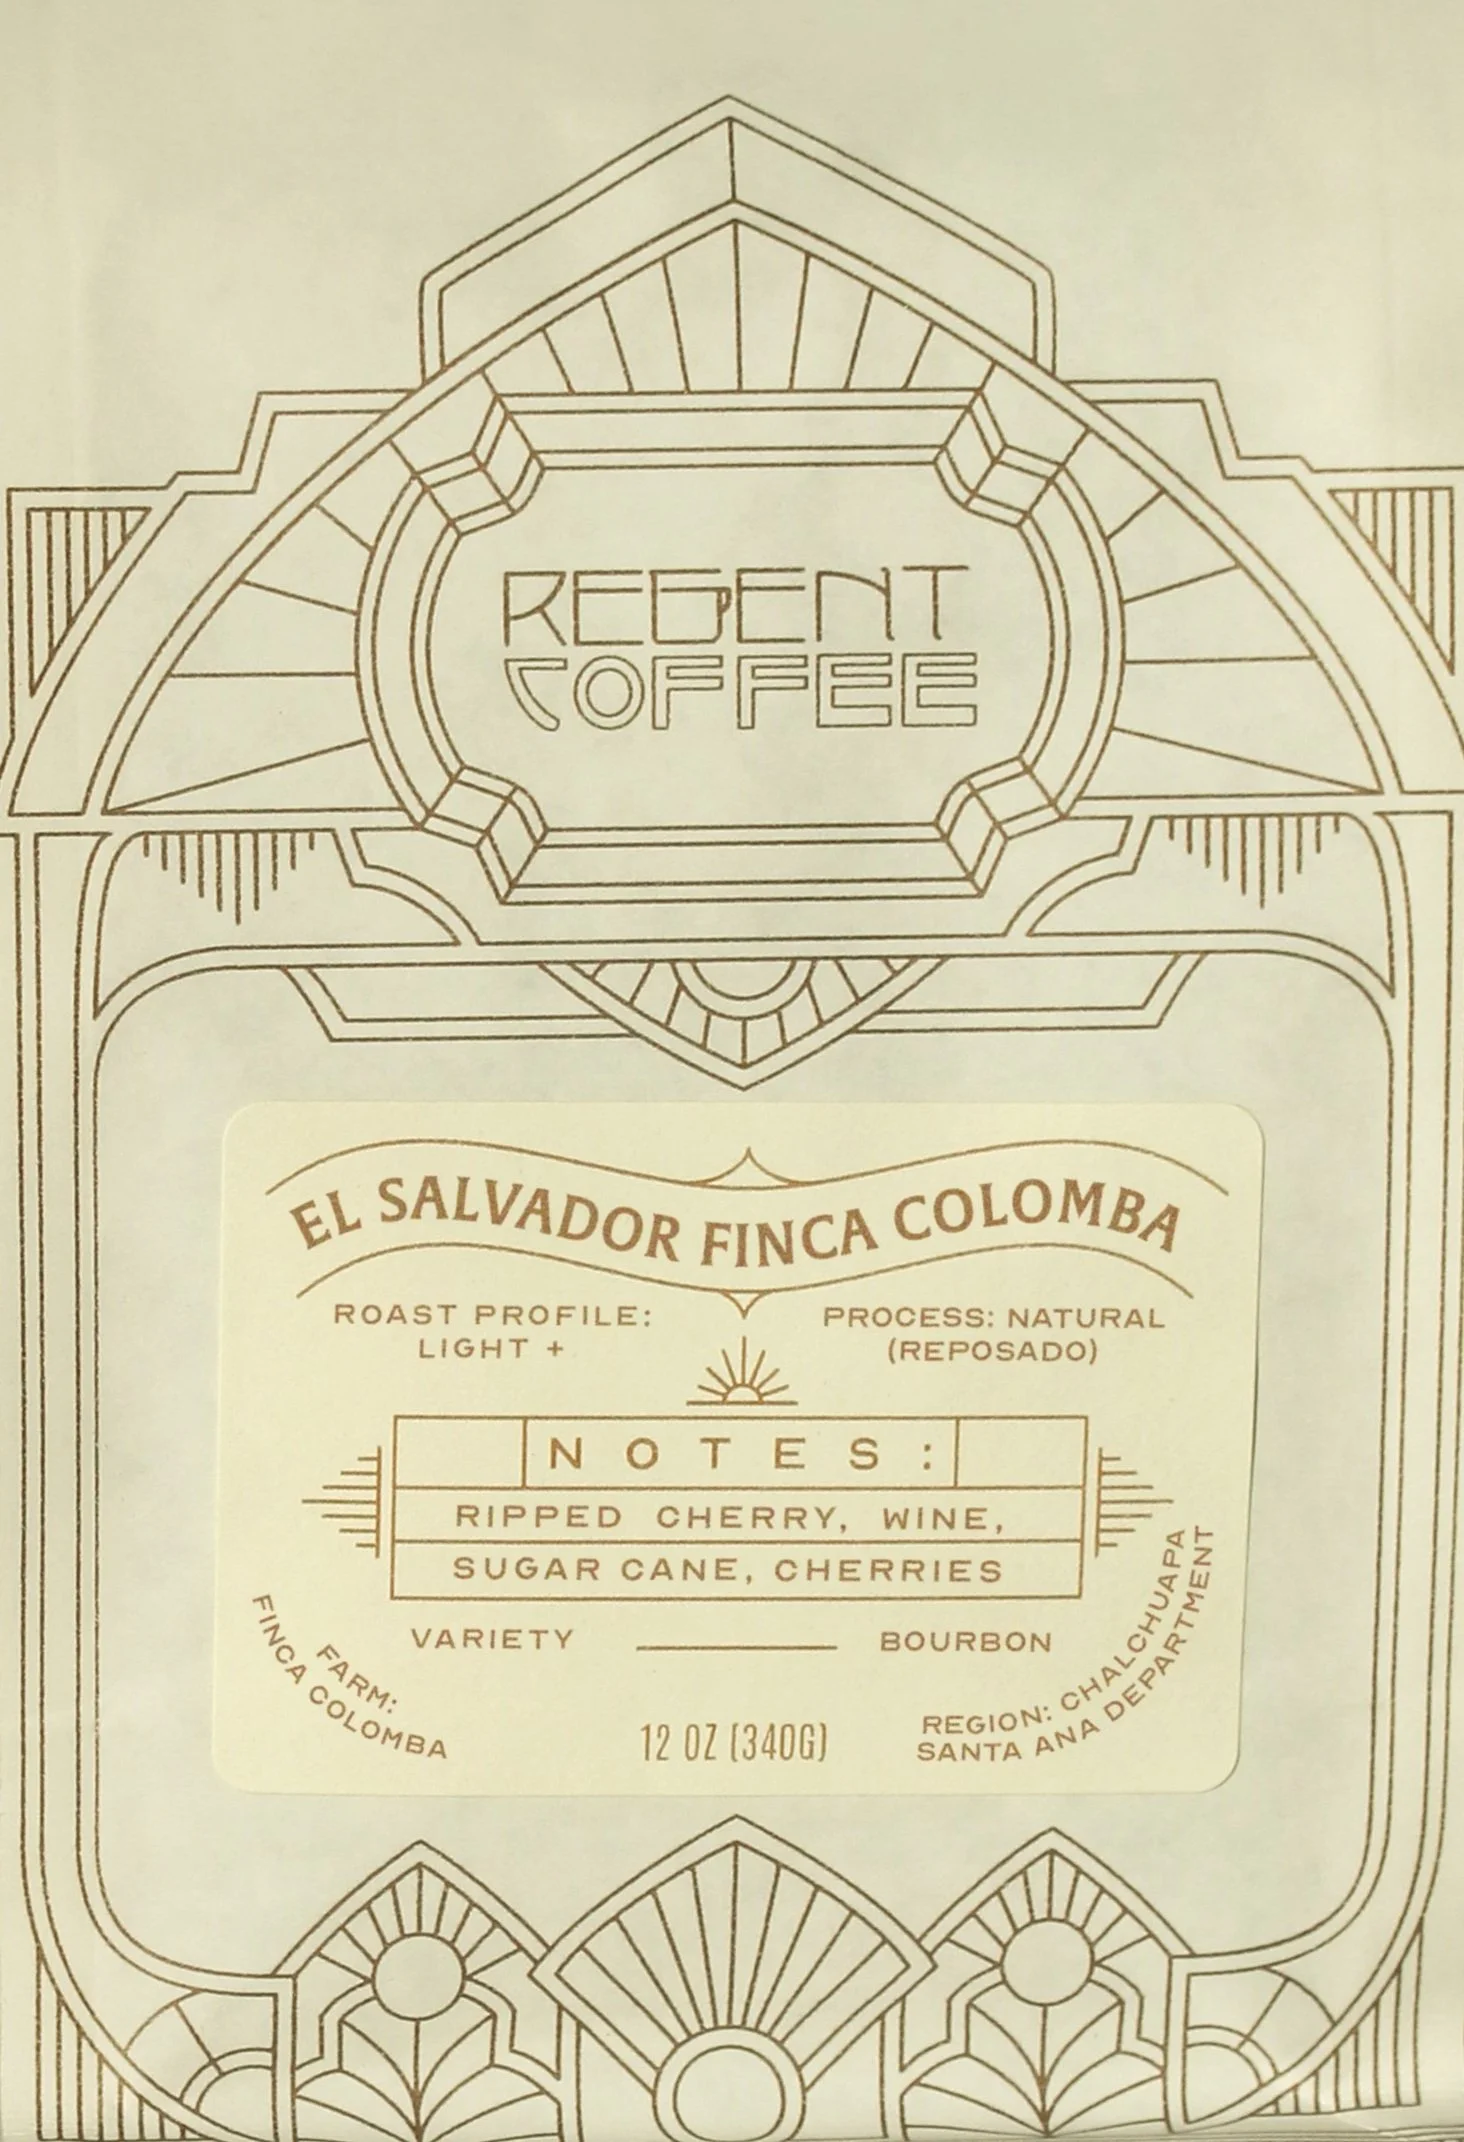 REGENT
COFFEE
EL SALVADOR FINCA COLOMBA
ROAST PROFILE:
LIGHT +
PROCESS: NATURAL
(REPOSADO)
NOTES:
RIPPED CHERRY, WINE,
SUGAR CANE, CHERRIES
VARIETY BOURBON
FARM:
FINCA COLOMBA
12 OZ (340G)
REGION: CHALCHUAPA
SANTA ANA DEPARTMENT